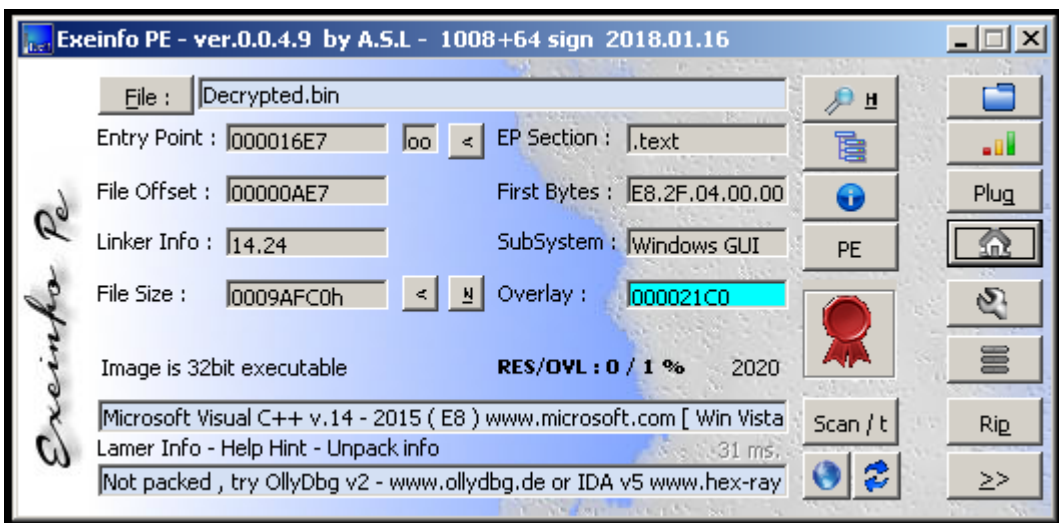 Exeinfo PE - ver.0.0.4.9 by A.S.L - 1008+64 sign 2018.01.16
File : Decrypted.bin H
Entry Point : 000016E7 oo < EP Section : .text
File Offset : 00000AE7 First Bytes : E8.2F.04.00.00 Plug
Linker Info : 14.24 SubSystem : Windows GUI PE
File Size : 0009AFC0h < N Overlay : 000021C0
Image is 32bit executable RES/OVL : 0 / 1 % 2020
Microsoft Visual C++ v.14 - 2015 ( E8 ) www.microsoft.com [ Win Vista Scan / t Rip
Lamer Info - Help Hint - Unpack info 31 ms.
Not packed , try OllyDbg v2 - www.ollydbg.de or IDA v5 www.hex-ray >>
Exeinfo Pe